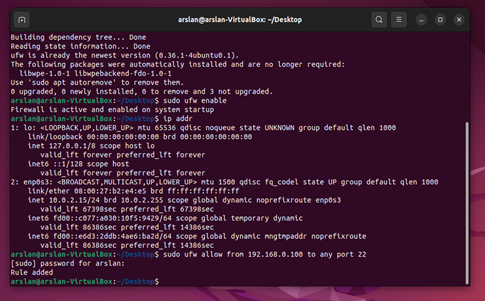 arslan@arslan-VirtualBox: ~/Desktop
Building dependency tree... Done
Reading state information... Done
ufw is already the newest version (0.36.1-4ubuntu0.1).
The following packages were automatically installed and are no longer required:
  libwpe-1.0-1 libwpebackend-fdo-1.0-1
Use 'sudo apt autoremove' to remove them.
0 upgraded, 0 newly installed, 0 to remove and 3 not upgraded.
arslan@arslan-VirtualBox:~/Desktop$ sudo ufw enable
Firewall is active and enabled on system startup
arslan@arslan-VirtualBox:~/Desktop$ ip addr
1: lo: <LOOPBACK,UP,LOWER_UP> mtu 65536 qdisc noqueue state UNKNOWN group default qlen 1000
    link/loopback 00:00:00:00:00:00 brd 00:00:00:00:00:00
    inet 127.0.0.1/8 scope host lo
       valid_lft forever preferred_lft forever
    inet6 ::1/128 scope host
       valid_lft forever preferred_lft forever
2: enp0s3: <BROADCAST,MULTICAST,UP,LOWER_UP> mtu 1500 qdisc fq_codel state UP group default qlen 1000
    link/ether 08:00:27:b2:e4:e5 brd ff:ff:ff:ff:ff:ff
    inet 10.0.2.15/24 brd 10.0.2.255 scope global dynamic noprefixroute enp0s3
       valid_lft 67398sec preferred_lft 67398sec
    inet6 fd00::c077:a030:10f5:9429/64 scope global temporary dynamic
       valid_lft 86386sec preferred_lft 14386sec
    inet6 fd00::e6d3:2ddb:4ae6:ba2d/64 scope global dynamic mngtmpaddr noprefixroute
       valid_lft 86386sec preferred_lft 14386sec
arslan@arslan-VirtualBox:~/Desktop$ sudo ufw allow from 192.168.0.100 to any port 22
[sudo] password for arslan:
Rule added
arslan@arslan-VirtualBox:~/Desktop$